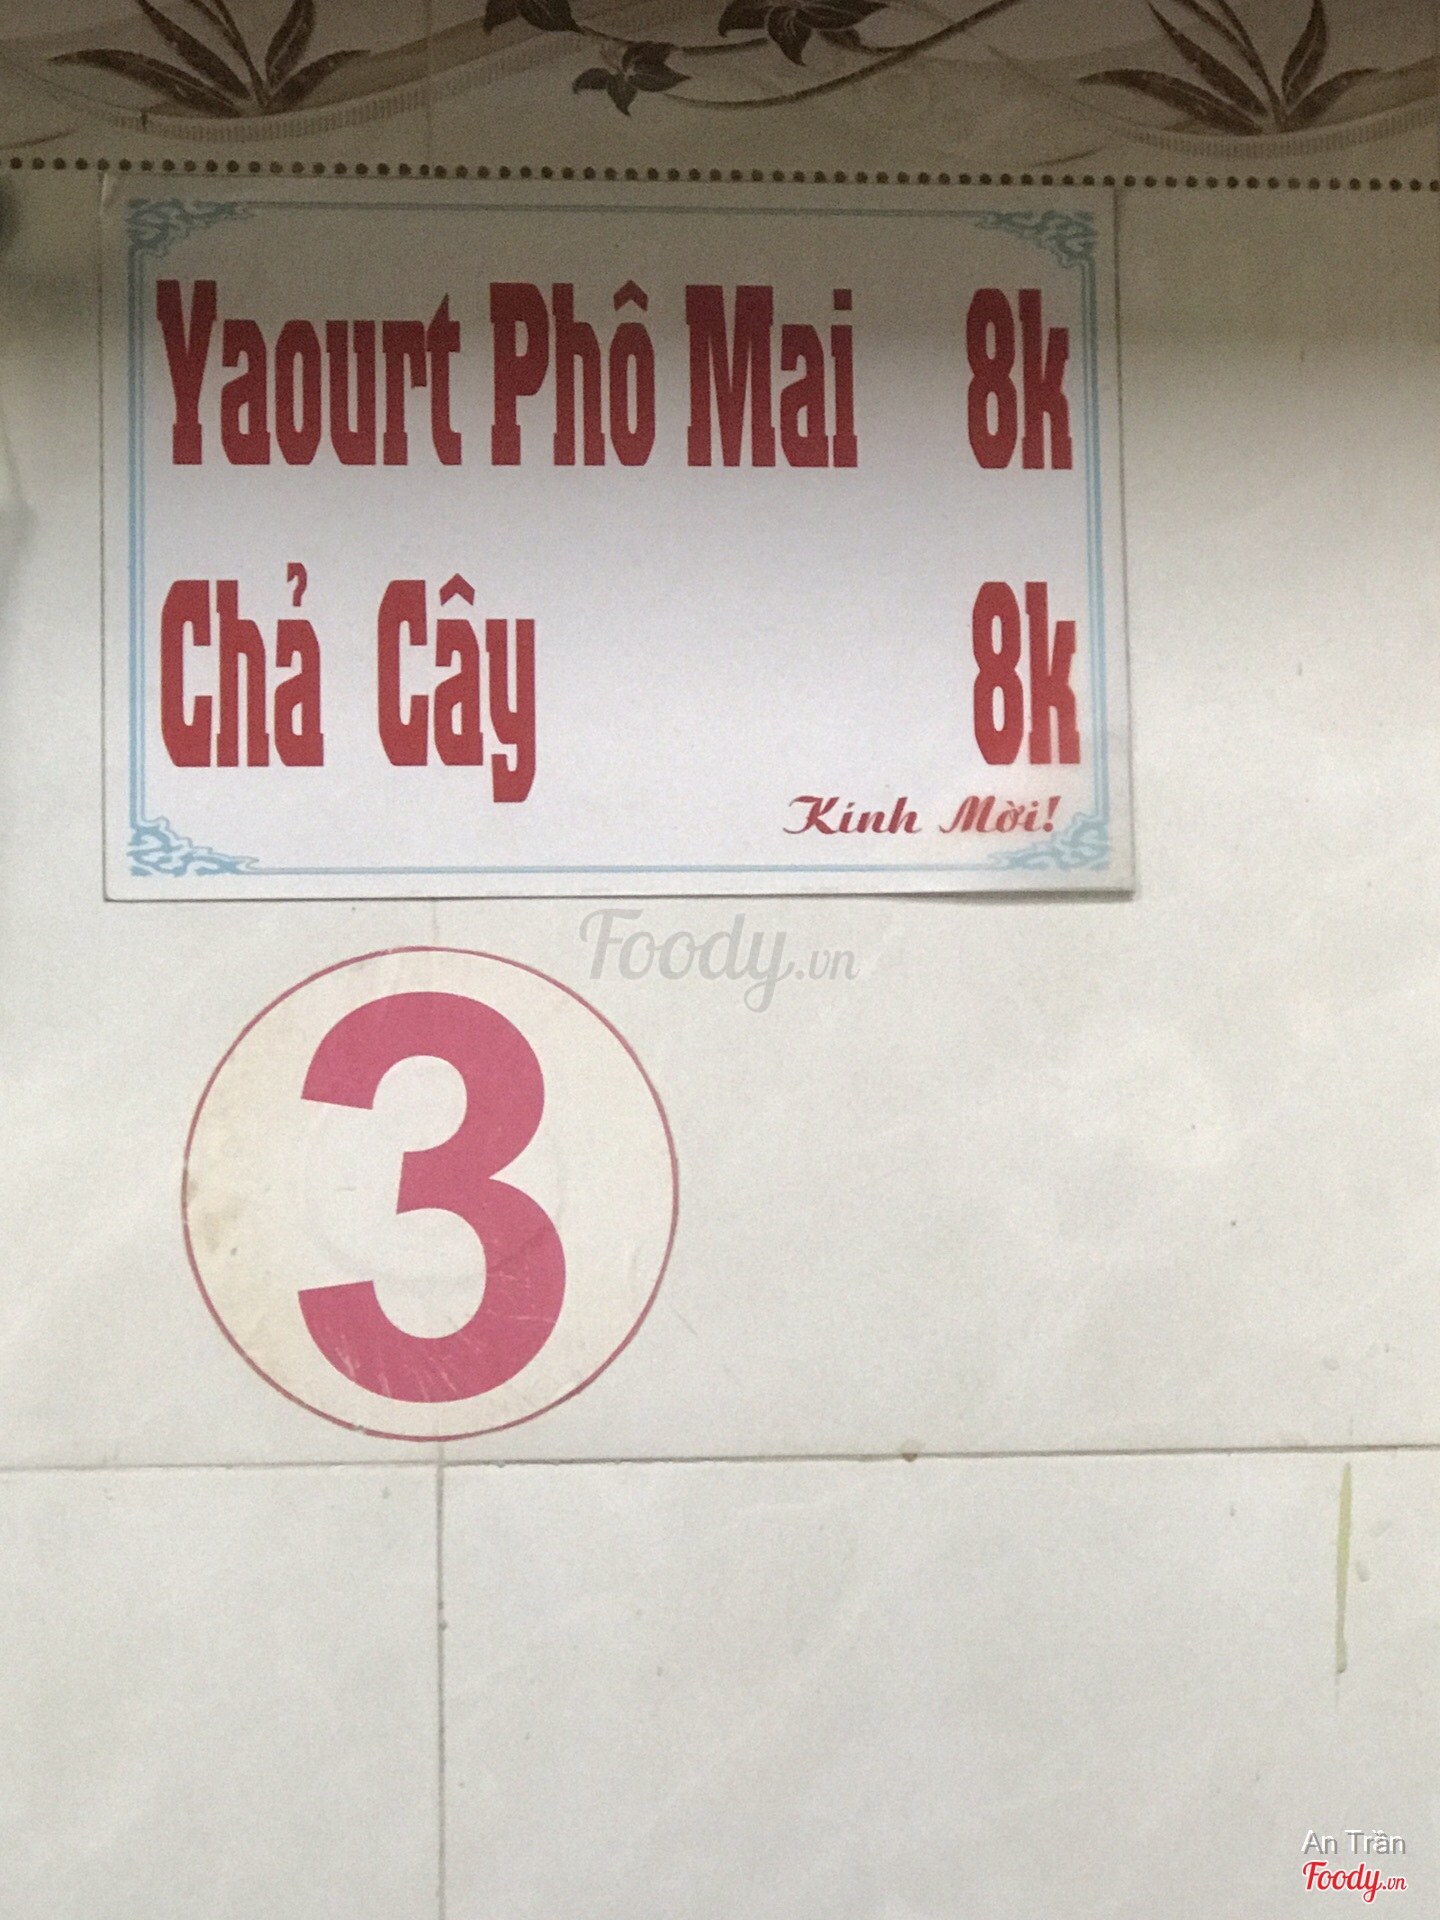 Yaourt Phô Mai 8k
Chả Cây 8k
Kính Mời!
Foody.vn
3
An Trần
Foody.vn